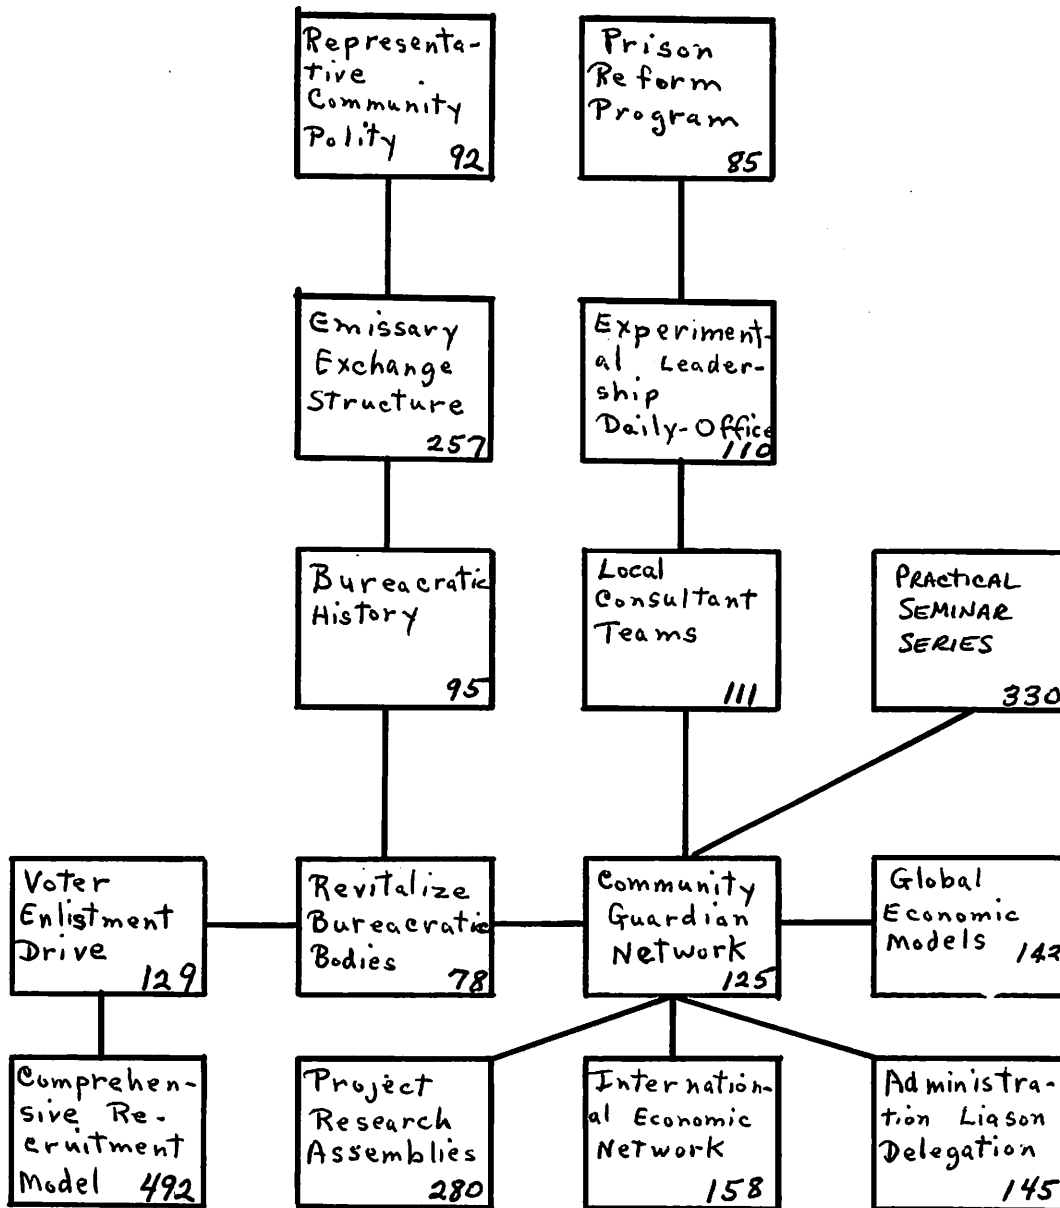 Representa-
tive
Community
Polity
92
Prison
Reform
Program
85
Emissary
Exchange
Structure
257
Experiment-
al Leader-
ship
Daily-Office
110
Bureacratic
History
95
Local
Consultant
Teams
111
PRACTICAL
SEMINAR
SERIES
330
Voter
Enlistment
Drive
129
Revitalize
Bureacratic
Bodies
78
Community
Guardian
Network
125
Global
Economic
Models
142
Comprehen-
sive Re-
cruitment
Model 492
Project
Research
Assemblies
280
Internation-
al Economic
Network
158
Administra-
tion Liason
Delegation
145